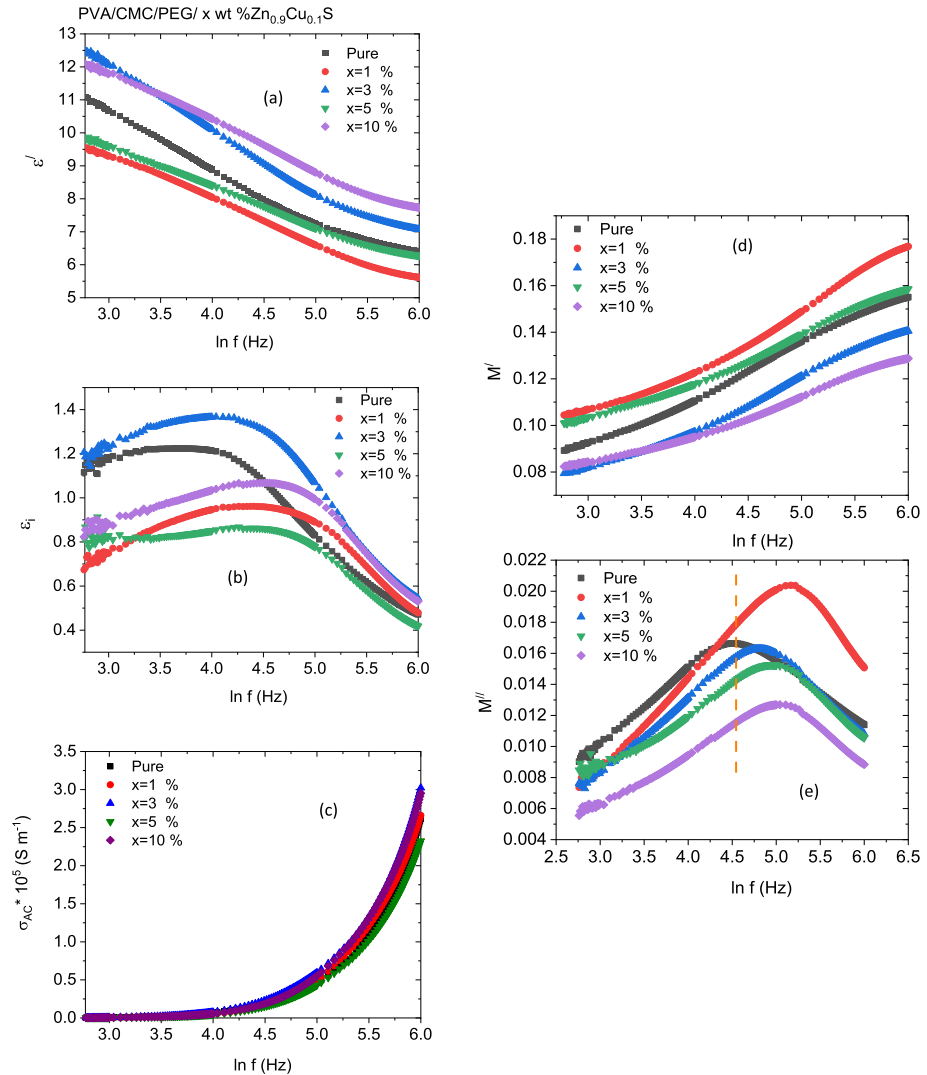 PVA/CMC/PEG/ x wt %Zn0.9Cu0.1S
13
12
11
10
9
8
7
6
5
ε/
Pure
x=1 %
x=3 %
x=5 %
x=10 %
(a)
3.0 3.5 4.0 4.5 5.0 5.5 6.0
ln f (Hz)
1.4
1.2
1.0
0.8
0.6
0.4
εi
Pure
x=1 %
x=3 %
x=5 %
x=10 %
(b)
3.0 3.5 4.0 4.5 5.0 5.5 6.0
ln f (Hz)
3.5
3.0
2.5
2.0
1.5
1.0
0.5
0.0
σAC* 10⁵ (S m⁻¹)
Pure
x=1 %
x=3 %
x=5 %
x=10 %
(c)
3.0 3.5 4.0 4.5 5.0 5.5 6.0
ln f (Hz)
0.18
0.16
0.14
0.12
0.10
0.08
M/
Pure
x=1 %
x=3 %
x=5 %
x=10 %
(d)
3.0 3.5 4.0 4.5 5.0 5.5 6.0
ln f (Hz)
0.022
0.020
0.018
0.016
0.014
0.012
0.010
0.008
0.006
0.004
M//
Pure
x=1 %
x=3 %
x=5 %
x=10 %
(e)
2.5 3.0 3.5 4.0 4.5 5.0 5.5 6.0 6.5
ln f (Hz)